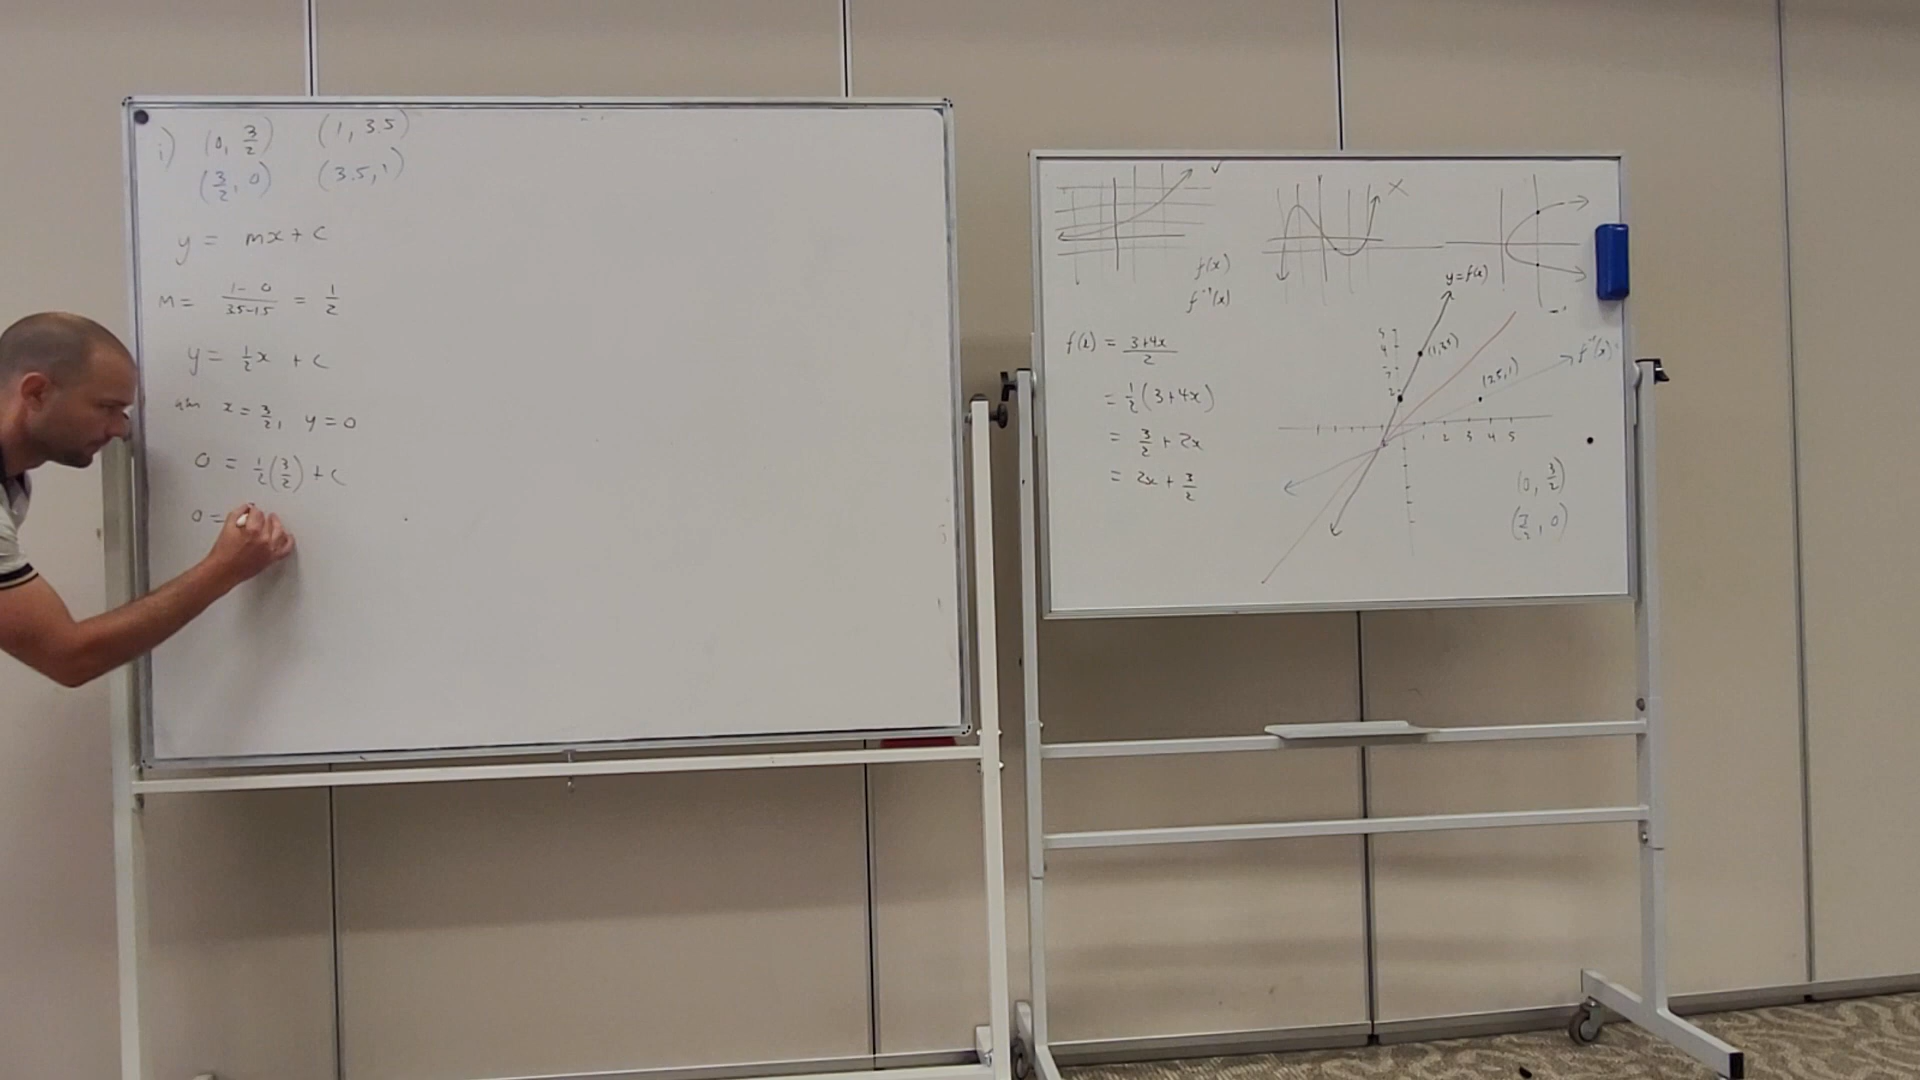 i) (0, 3/2) (1, 3.5)
(3/2, 0) (3.5, 1)
y = mx + c
m = (1 - 0)/(3.5-1.5) = 1/2
y = 1/2 x + c
x = 3/2, y = 0
0 = 1/2 (3/2) + c
0 =
f(x)
f⁻¹(x)
f(x) = (3+4x)/2
= 1/2 (3+4x)
= 3/2 + 2x
= 2x + 3/2
y=f(x)
(1,3.5)
f⁻¹(x)
5
4
3
2
1 2 3 4 5
(0, 3/2)
(3/2, 0)